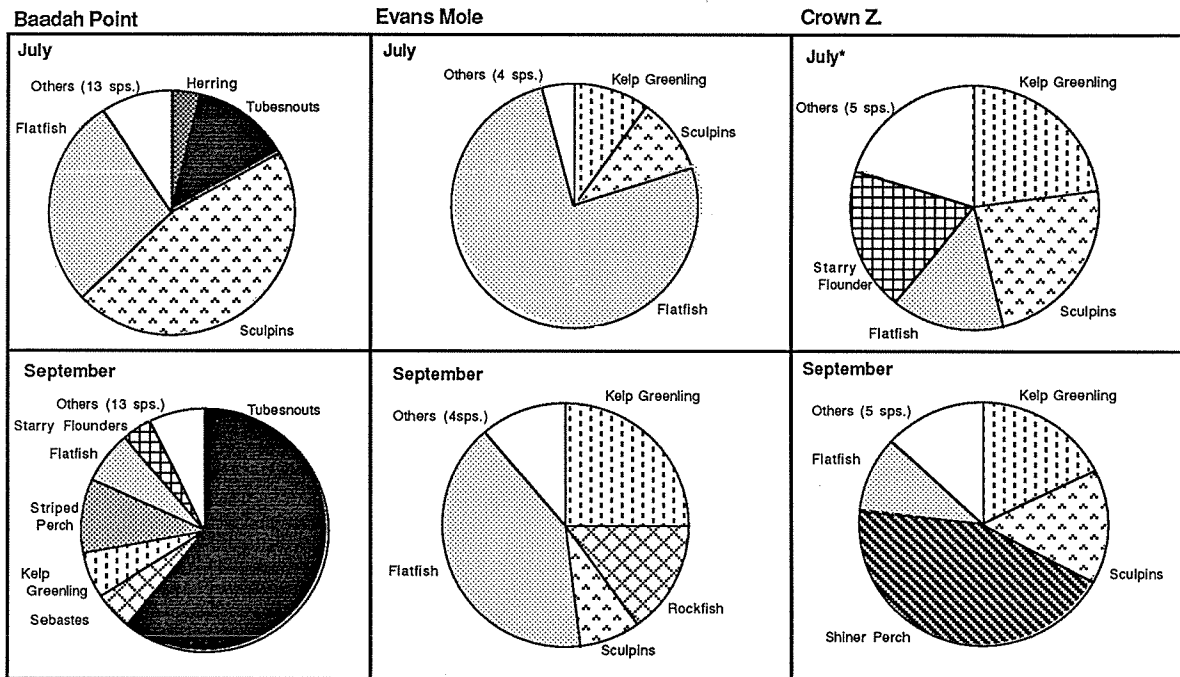 Baadah Point
Evans Mole
Crown Z.
July
Others (13 sps.)
Herring
Tubesnouts
Flatfish
Sculpins
July
Others (4 sps.)
Kelp Greenling
Sculpins
Flatfish
July*
Kelp Greenling
Others (5 sps.)
Starry
Flounder
Flatfish
Sculpins
September
Others (13 sps.)
Tubesnouts
Starry Flounders
Flatfish
Striped
Perch
Kelp
Greenling
Sebastes
September
Kelp Greenling
Others (4sps.)
Flatfish
Rockfish
Sculpins
September
Kelp Greenling
Others (5 sps.)
Flatfish
Sculpins
Shiner Perch